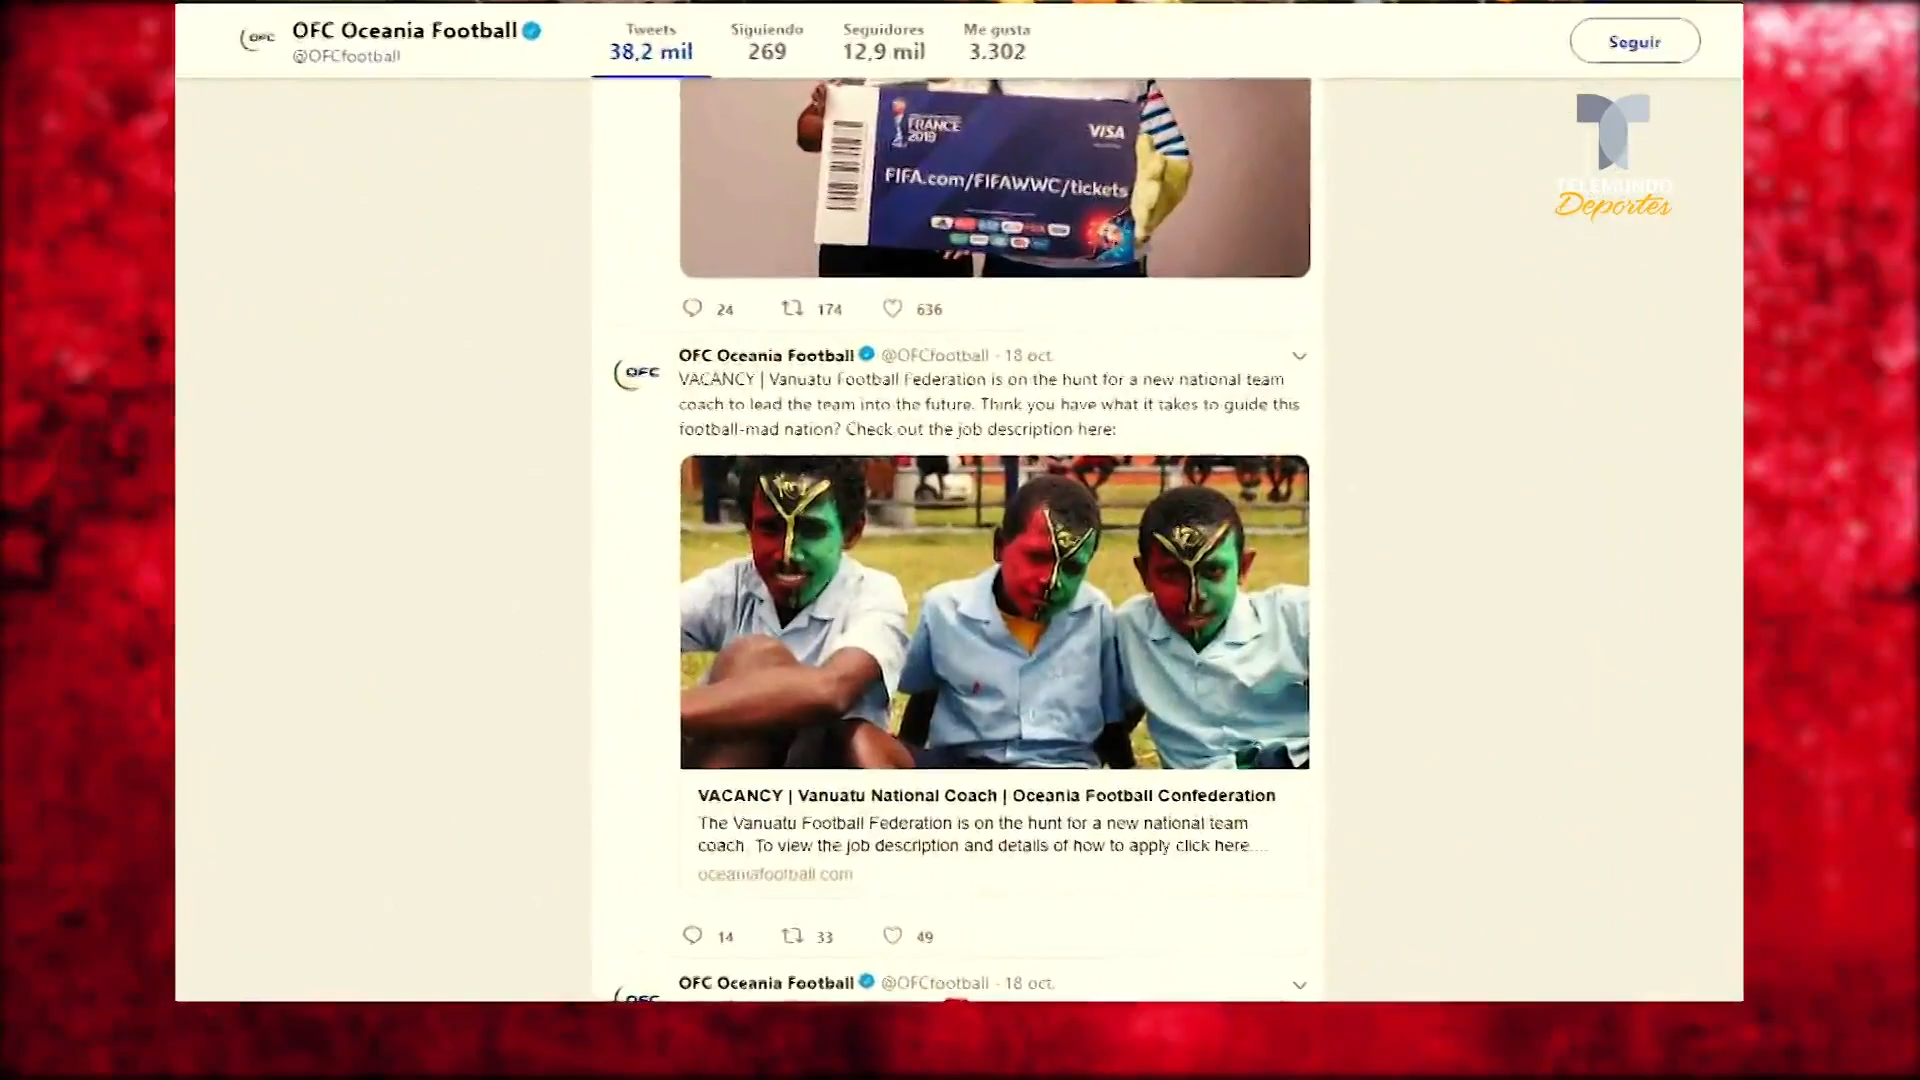 OFC
OFC Oceania Football
@OFCfootball
Tweets
38,2 mil
Siguiendo
269
Seguidores
12,9 mil
Me gusta
3.302
Seguir
TELEMUNDO
Deportes
FRANCE
2019
VISA
FIFA.com/FIFAWWC/tickets
24
174
636
OFC
OFC Oceania Football @OFCfootball · 18 oct.
VACANCY | Vanuatu Football Federation is on the hunt for a new national team
coach to lead the team into the future. Think you have what it takes to guide this
football-mad nation? Check out the job description here:
VACANCY | Vanuatu National Coach | Oceania Football Confederation
The Vanuatu Football Federation is on the hunt for a new national team
coach. To view the job description and details of how to apply click here....
oceaniafootball.com
14
33
49
OFC
OFC Oceania Football @OFCfootball · 18 oct.